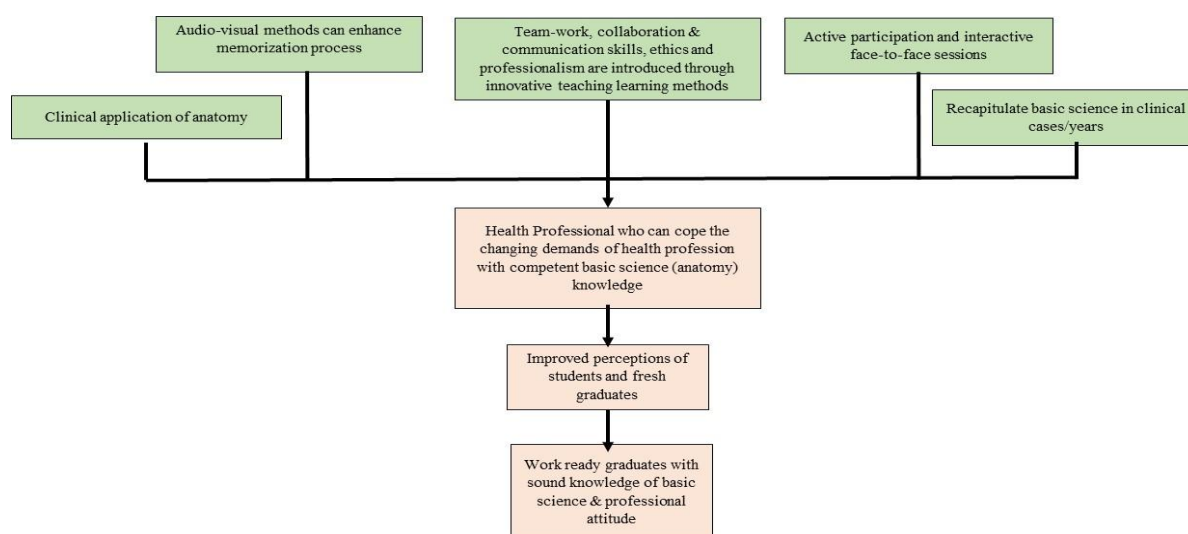 Audio-visual methods can enhance
memorization process
Team-work, collaboration &
communication skills, ethics and
professionalism are introduced through
innovative teaching learning methods
Active participation and interactive
face-to-face sessions
Clinical application of anatomy
Recapitulate basic science in clinical
cases/years
Health Professional who can cope the
changing demands of health profession
with competent basic science (anatomy)
knowledge
Improved perceptions of
students and fresh
graduates
Work ready graduates with
sound knowledge of basic
science & professional
attitude